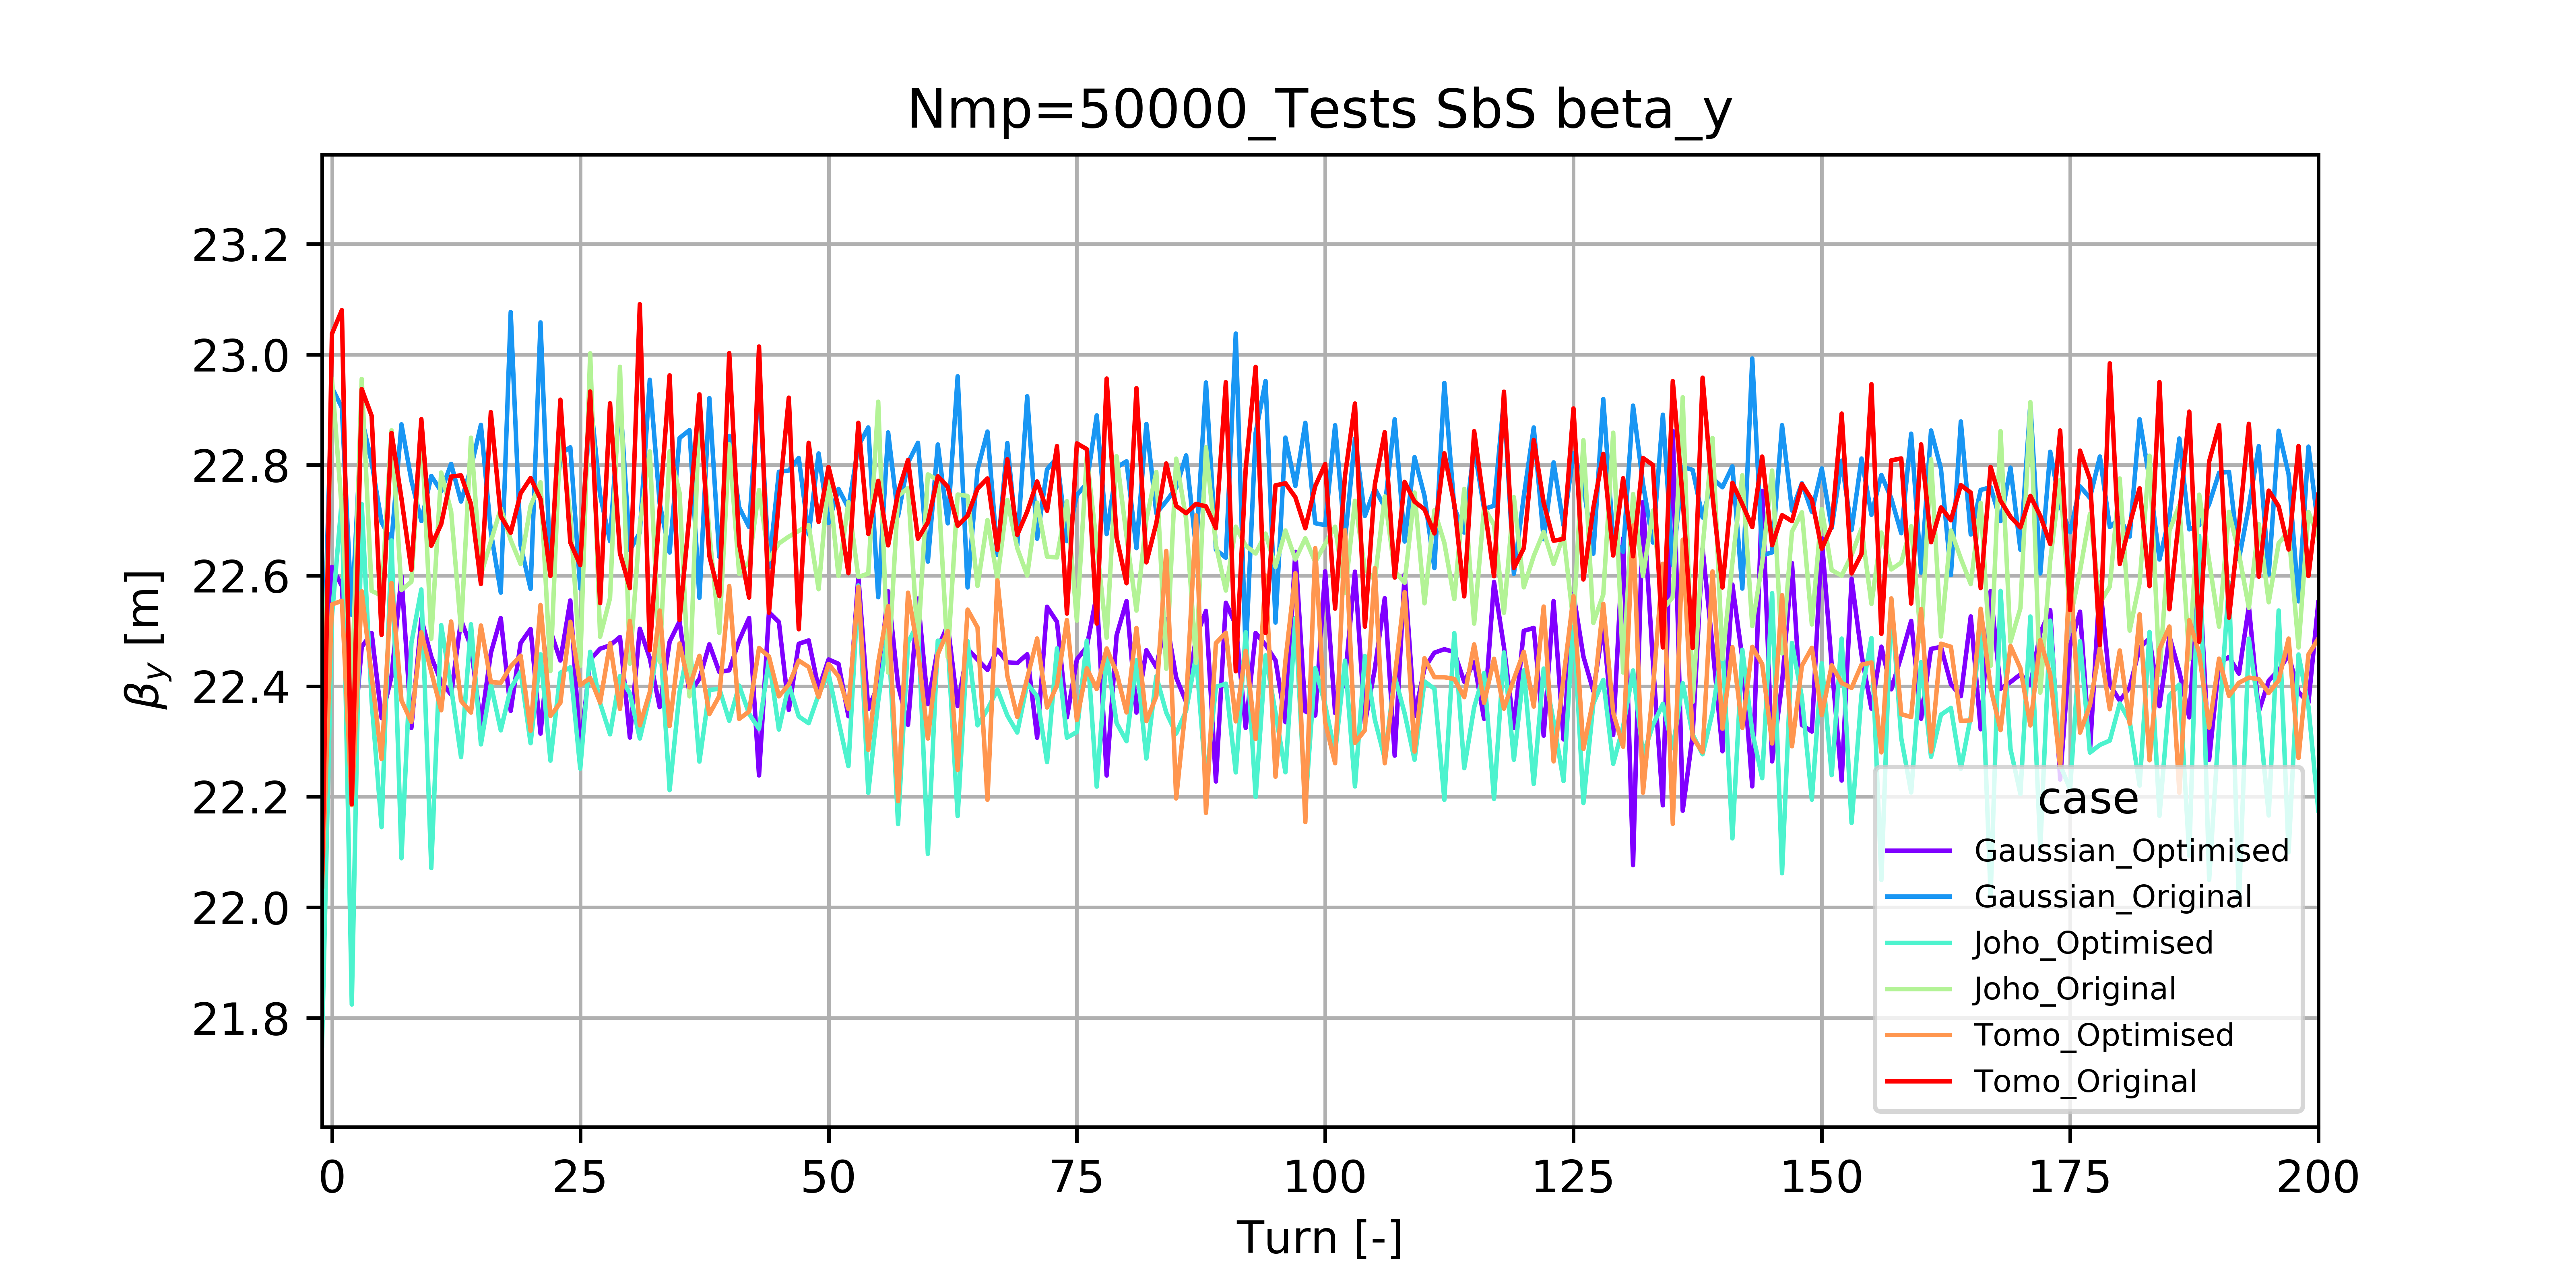 Nmp=50000_Tests SbS beta_y
β_y [m]
23.2
23.0
22.8
22.6
22.4
22.2
22.0
21.8
0 25 50 75 100 125 150 175 200
Turn [-]
case
Gaussian_Optimised
Gaussian_Original
Joho_Optimised
Joho_Original
Tomo_Optimised
Tomo_Original